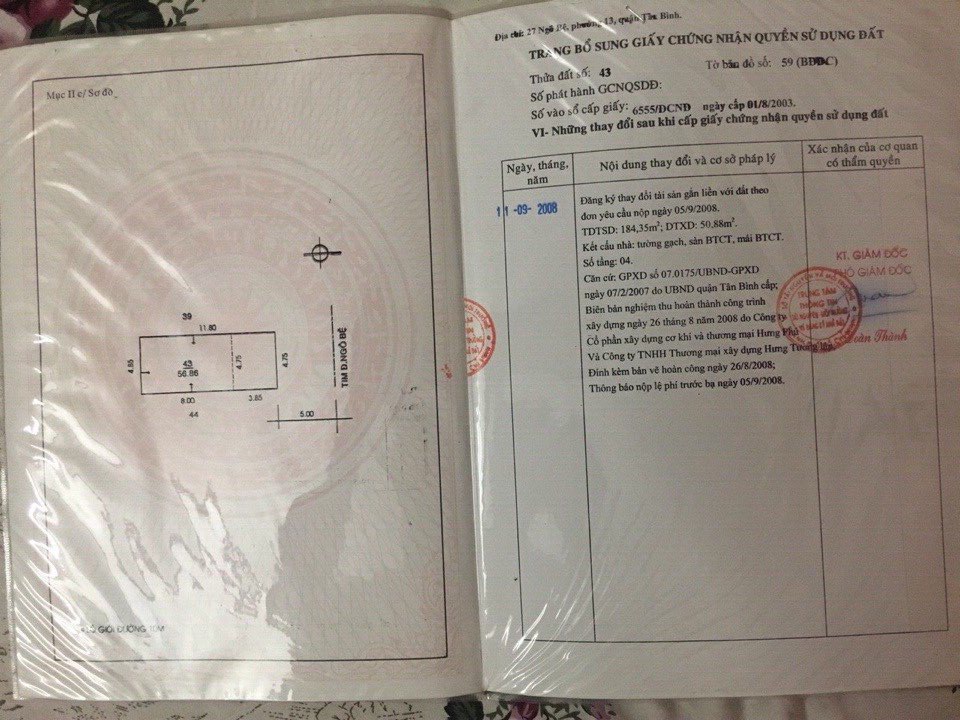 Mục II c/ Sơ đồ
39
11.80
4.85
43
56.86
4.75
4.75
TIM Đ.NGÔ BỆ
8.00
3.85
44
5.00
GIỚI ĐƯỜNG 10M
Địa chỉ: 27 Ngô Bệ, phường 13, quận Tân Bình.
TRANG BỔ SUNG GIẤY CHỨNG NHẬN QUYỀN SỬ DỤNG ĐẤT
Thửa đất số: 43 Tờ bản đồ số: 59 (BĐĐC)
Số phát hành GCNQSDĐ:
Số vào sổ cấp giấy: 6555/ĐCNĐ ngày cấp 01/8/2003.
VI- Những thay đổi sau khi cấp giấy chứng nhận quyền sử dụng đất
Ngày, tháng, năm
Nội dung thay đổi và cơ sở pháp lý
Xác nhận của cơ quan có thẩm quyền
11 -09- 2008
Đăng ký thay đổi tài sản gắn liền với đất theo
đơn yêu cầu nộp ngày 05/9/2008.
TDTSD: 184,35m²; DTXD: 50,88m².
Kết cấu nhà: tường gạch, sàn BTCT, mái BTCT.
Số tầng: 04.
Căn cứ: GPXD số 07.0175/UBND-GPXD
ngày 07/2/2007 do UBND quận Tân Bình cấp;
Biên bản nghiệm thu hoàn thành công trình
xây dựng ngày 26 tháng 8 năm 2008 do Công ty
Cổ phần xây dựng cơ khí và thương mại Hưng Phú
Và Công ty TNHH Thương mại xây dựng Hưng Tường lập.
Đính kèm bản vẽ hoàn công ngày 26/8/2008;
Thông báo nộp lệ phí trước bạ ngày 05/9/2008.
KT. GIÁM ĐỐC
PHÓ GIÁM ĐỐC
TRUNG TÂM
THÔNG TIN
Thành